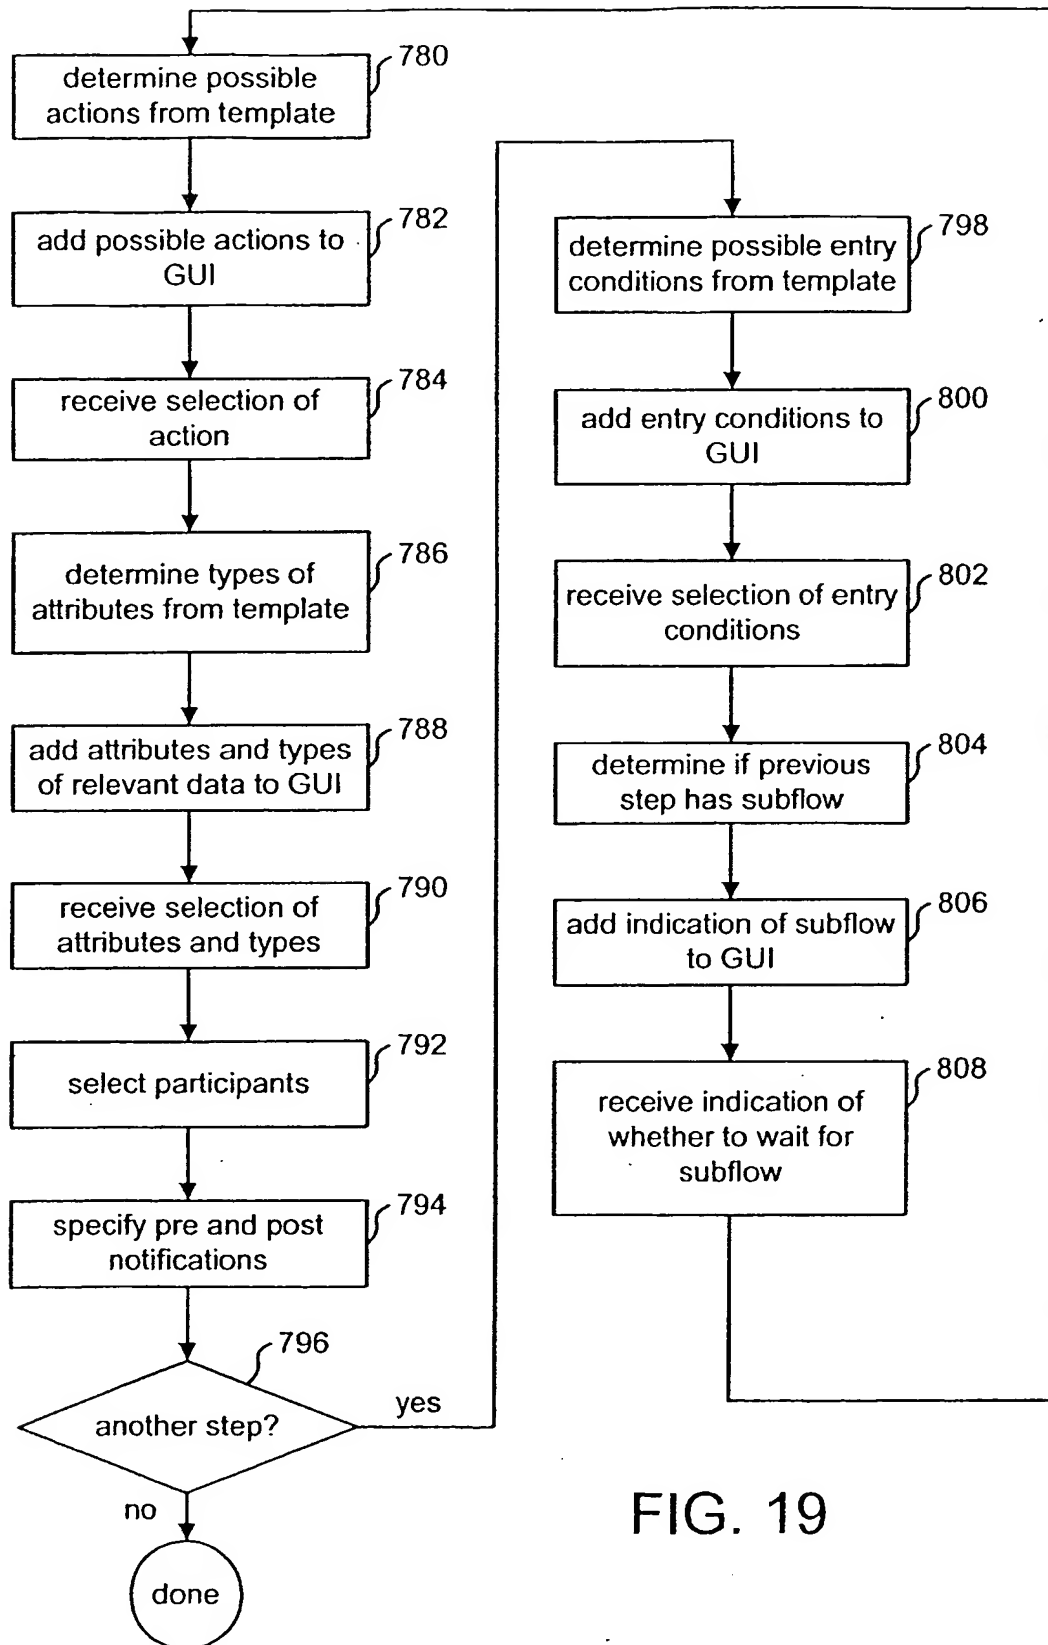 780
determine possible
actions from template
782
add possible actions to
GUI
784
receive selection of
action
786
determine types of
attributes from template
788
add attributes and types
of relevant data to GUI
790
receive selection of
attributes and types
792
select participants
794
specify pre and post
notifications
796
another step?
yes
no
done
798
determine possible entry
conditions from template
800
add entry conditions to
GUI
802
receive selection of entry
conditions
804
determine if previous
step has subflow
806
add indication of subflow
to GUI
808
receive indication of
whether to wait for
subflow
FIG. 19